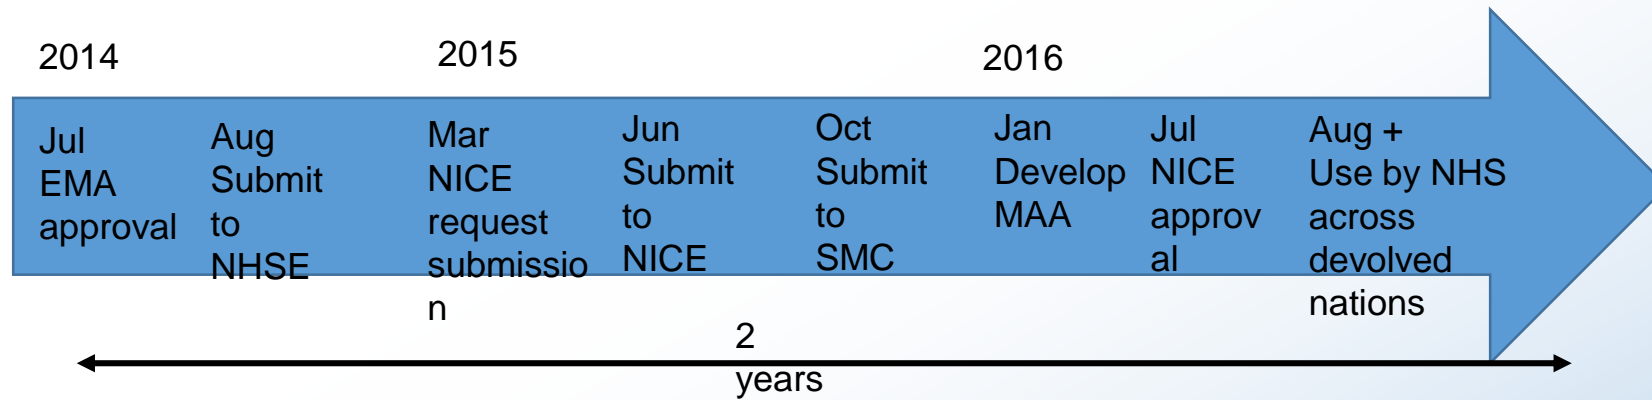 2014
2015
2016
Jul
EMA
approval
Aug
Submit
to
NHSE
Mar
NICE
request
submissio
n
Jun
Submit
to
NICE
Oct
Submit
to
SMC
Jan
Develop
MAA
Jul
NICE
approv
al
Aug +
Use by NHS
across
devolved
nations
2
years